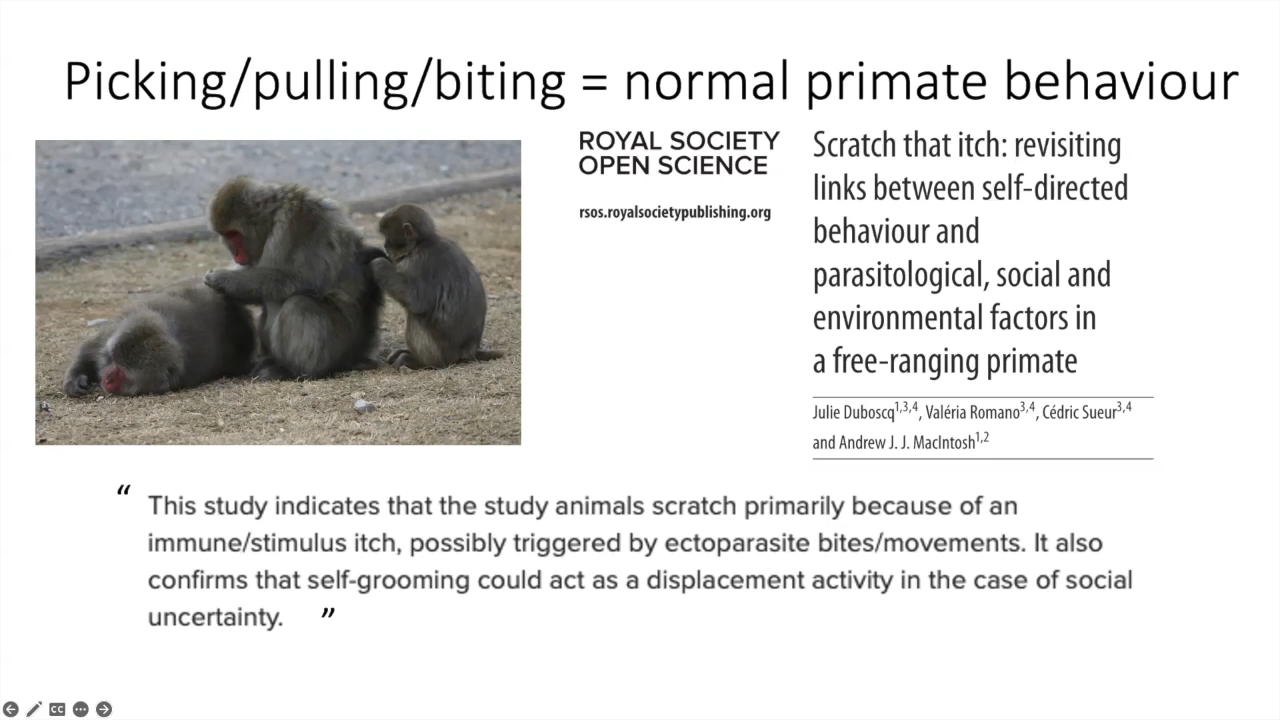 Picking/pulling/biting = normal primate behaviour
ROYAL SOCIETY
OPEN SCIENCE
rsos.royalsocietypublishing.org
Scratch that itch: revisiting
links between self-directed
behaviour and
parasitological, social and
environmental factors in
a free-ranging primate
Julie Duboscq1,3,4, Valéria Romano3,4, Cédric Sueur3,4
and Andrew J. J. MacIntosh1,2
“ This study indicates that the study animals scratch primarily because of an
immune/stimulus itch, possibly triggered by ectoparasite bites/movements. It also
confirms that self-grooming could act as a displacement activity in the case of social
uncertainty. ”
CC